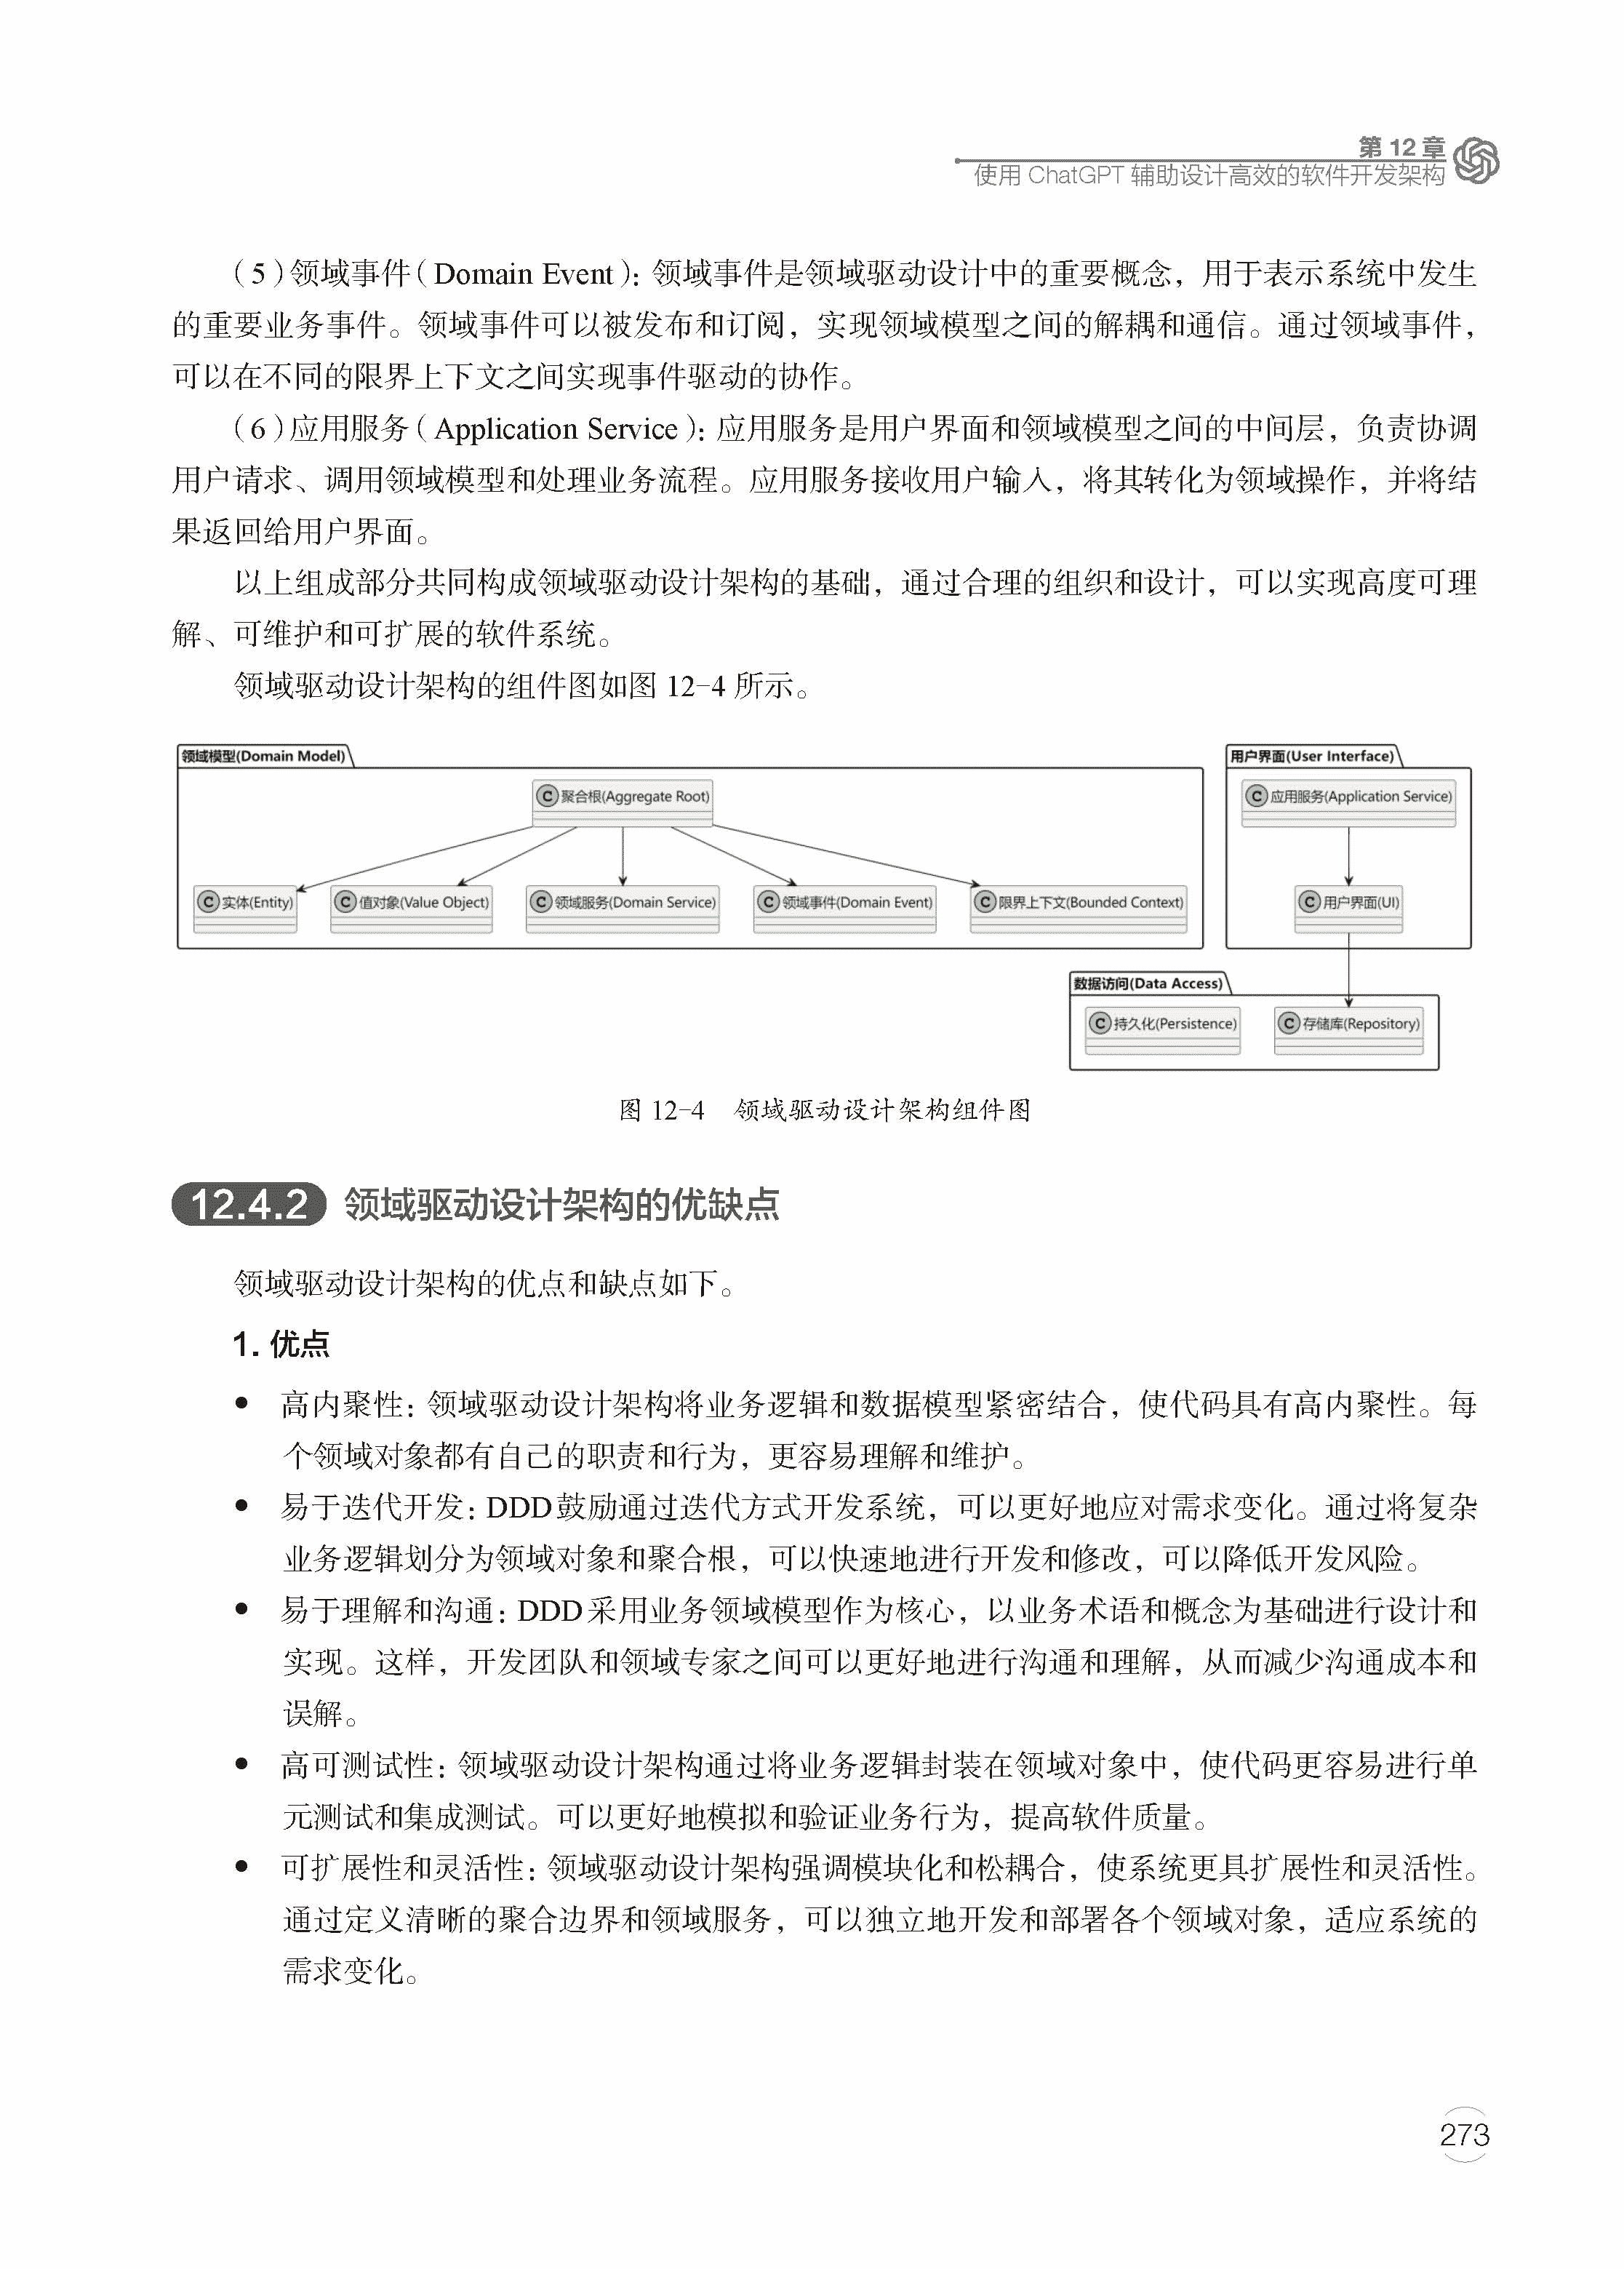 第 12 章
使用 ChatGPT 辅助设计高效的软件开发架构
（5）领域事件（Domain Event）：领域事件是领域驱动设计中的重要概念，用于表示系统中发生
的重要业务事件。领域事件可以被发布和订阅，实现领域模型之间的解耦和通信。通过领域事件，
可以在不同的限界上下文之间实现事件驱动的协作。
（6）应用服务（Application Service）：应用服务是用户界面和领域模型之间的中间层，负责协调
用户请求、调用领域模型和处理业务流程。应用服务接收用户输入，将其转化为领域操作，并将结
果返回给用户界面。
以上组成部分共同构成领域驱动设计架构的基础，通过合理的组织和设计，可以实现高度可理
解、可维护和可扩展的软件系统。
领域驱动设计架构的组件图如图 12-4 所示。
领域模型(Domain Model)
用户界面(User Interface)
C 聚合根(Aggregate Root)
C 应用服务(Application Service)
C 实体(Entity)
C 值对象(Value Object)
C 领域服务(Domain Service)
C 领域事件(Domain Event)
C 限界上下文(Bounded Context)
C 用户界面(UI)
数据访问(Data Access)
C 持久化(Persistence)
C 存储库(Repository)
图 12-4 领域驱动设计架构组件图
12.4.2 领域驱动设计架构的优缺点
领域驱动设计架构的优点和缺点如下。
1. 优点
● 高内聚性：领域驱动设计架构将业务逻辑和数据模型紧密结合，使代码具有高内聚性。每
个领域对象都有自己的职责和行为，更容易理解和维护。
● 易于迭代开发：DDD鼓励通过迭代方式开发系统，可以更好地应对需求变化。通过将复杂
业务逻辑划分为领域对象和聚合根，可以快速地进行开发和修改，可以降低开发风险。
● 易于理解和沟通：DDD采用业务领域模型作为核心，以业务术语和概念为基础进行设计和
实现。这样，开发团队和领域专家之间可以更好地进行沟通和理解，从而减少沟通成本和
误解。
● 高可测试性：领域驱动设计架构通过将业务逻辑封装在领域对象中，使代码更容易进行单
元测试和集成测试。可以更好地模拟和验证业务行为，提高软件质量。
● 可扩展性和灵活性：领域驱动设计架构强调模块化和松耦合，使系统更具扩展性和灵活性。
通过定义清晰的聚合边界和领域服务，可以独立地开发和部署各个领域对象，适应系统的
需求变化。
273